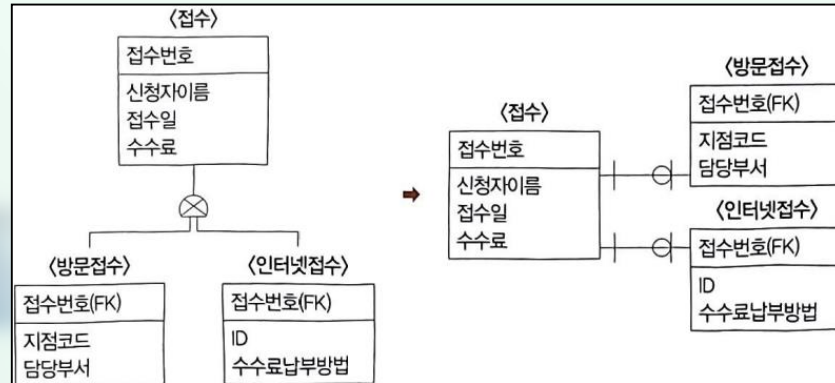 〈접수〉
접수번호
신청자이름
접수일
수수료
〈방문접수〉
접수번호(FK)
지점코드
담당부서
〈인터넷접수〉
접수번호(FK)
ID
수수료납부방법
〈접수〉
접수번호
신청자이름
접수일
수수료
〈방문접수〉
접수번호(FK)
지점코드
담당부서
〈인터넷접수〉
접수번호(FK)
ID
수수료납부방법